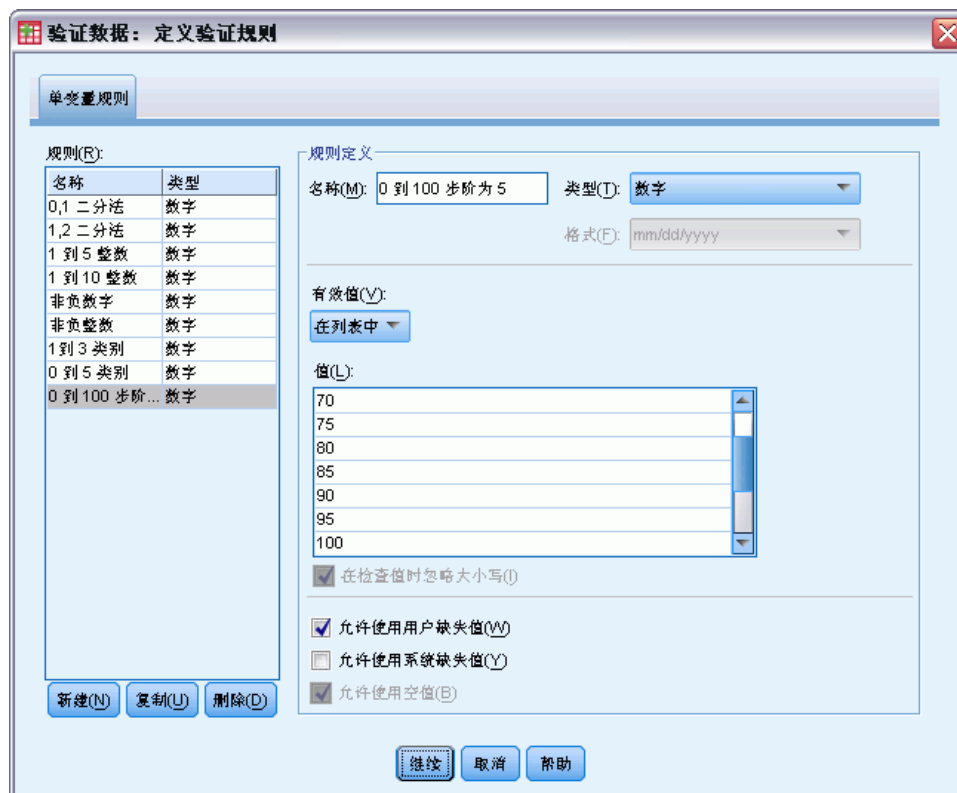 验证数据： 定义验证规则
单变量规则
规则(R):
名称 类型
0,1 二分法 数字
1,2 二分法 数字
1 到 5 整数 数字
1 到 10 整数 数字
非负数字 数字
非负整数 数字
1到 3 类别 数字
0 到 5 类别 数字
0 到 100 步阶... 数字
新建(N) 复制(U) 删除(D)
规则定义
名称(M): 0 到 100 步阶为 5 类型(T): 数字
格式(F): mm/dd/yyyy
有效值(V):
在列表中
值(L):
70
75
80
85
90
95
100
在检查值时忽略大小写(I)
允许使用用户缺失值(W)
允许使用系统缺失值(Y)
允许使用空值(B)
继续 取消 帮助